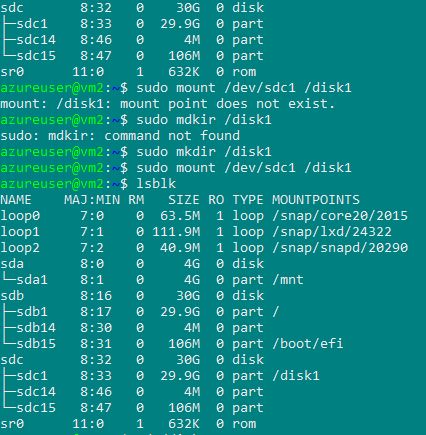 sdc 8:32 0 30G 0 disk
├─sdc1 8:33 0 29.9G 0 part
├─sdc14 8:46 0 4M 0 part
└─sdc15 8:47 0 106M 0 part
sr0 11:0 1 632K 0 rom
azureuser@vm2:~$ sudo mount /dev/sdc1 /disk1
mount: /disk1: mount point does not exist.
azureuser@vm2:~$ sudo mdkir /disk1
sudo: mdkir: command not found
azureuser@vm2:~$ sudo mkdir /disk1
azureuser@vm2:~$ sudo mount /dev/sdc1 /disk1
azureuser@vm2:~$ lsblk
NAME MAJ:MIN RM SIZE RO TYPE MOUNTPOINTS
loop0 7:0 0 63.5M 1 loop /snap/core20/2015
loop1 7:1 0 111.9M 1 loop /snap/lxd/24322
loop2 7:2 0 40.9M 1 loop /snap/snapd/20290
sda 8:0 0 4G 0 disk
└─sda1 8:1 0 4G 0 part /mnt
sdb 8:16 0 30G 0 disk
├─sdb1 8:17 0 29.9G 0 part /
├─sdb14 8:30 0 4M 0 part
└─sdb15 8:31 0 106M 0 part /boot/efi
sdc 8:32 0 30G 0 disk
├─sdc1 8:33 0 29.9G 0 part /disk1
├─sdc14 8:46 0 4M 0 part
└─sdc15 8:47 0 106M 0 part
sr0 11:0 1 632K 0 rom